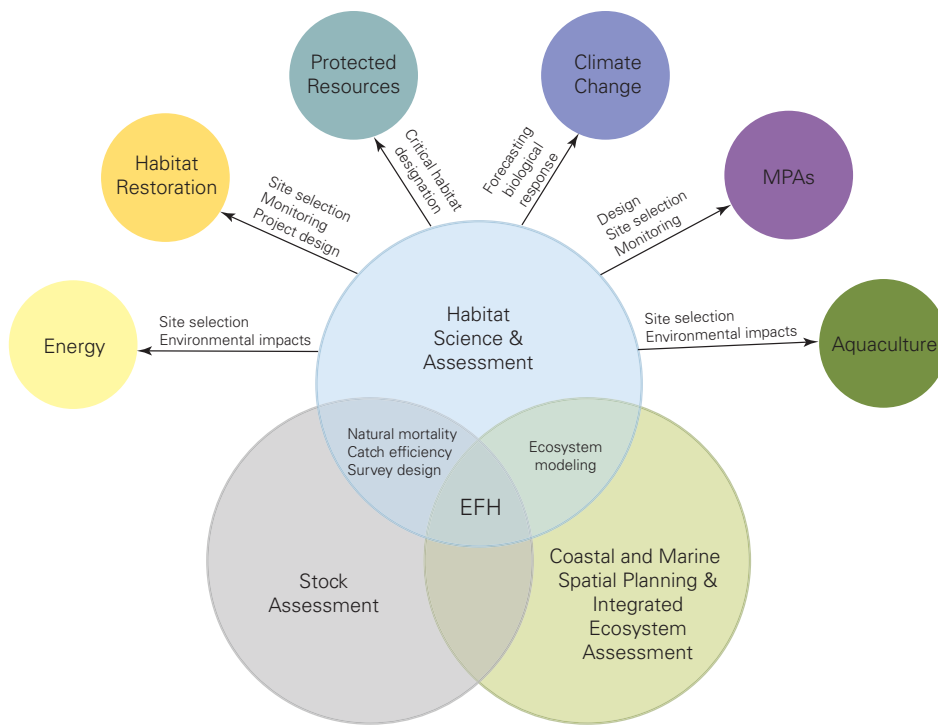 Protected
Resources
Climate
Change
Habitat
Restoration
MPAs
Critical habitat
designation
Forecasting
biological
response
Site selection
Monitoring
Project design
Design
Site selection
Monitoring
Energy
Site selection
Environmental impacts
Habitat
Science &
Assessment
Site selection
Environmental impacts
Aquaculture
Natural mortality
Catch efficiency
Survey design
Ecosystem
modeling
EFH
Stock
Assessment
Coastal and Marine
Spatial Planning &
Integrated
Ecosystem
Assessment